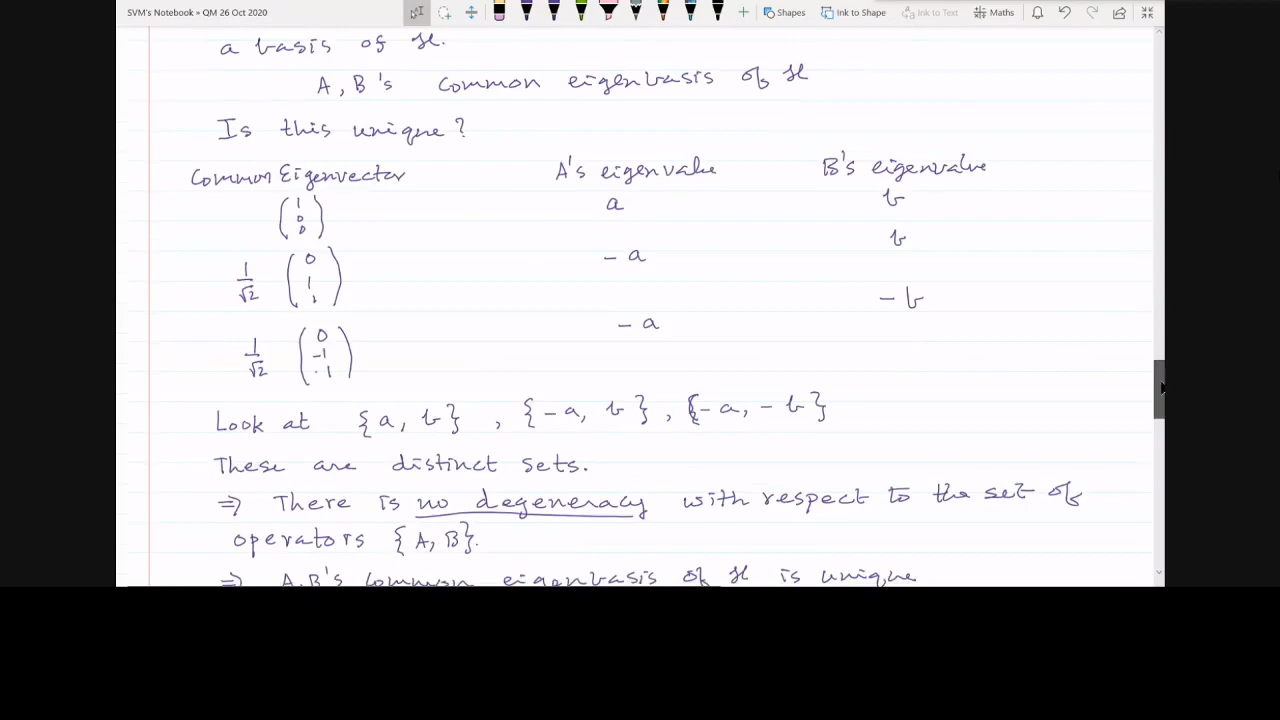 SVM's Notebook » QM 26 Oct 2020 Shapes Ink to Shape Ink to Text Maths
a basis of ℋ.
A, B's common eigenbasis of ℋ
Is this unique?
Common Eigenvector A's eigenvalue B's eigenvalue
(1 0 0) a b
1/√2 (0 1 1) - a b
1/√2 (0 -1 -1) - a - b
Look at {a, b}, {-a, b}, {-a, -b}
These are distinct sets.
⇒ There is no degeneracy with respect to the set of
operators {A, B}.
⇒ A,B's common eigenbasis of ℋ is unique